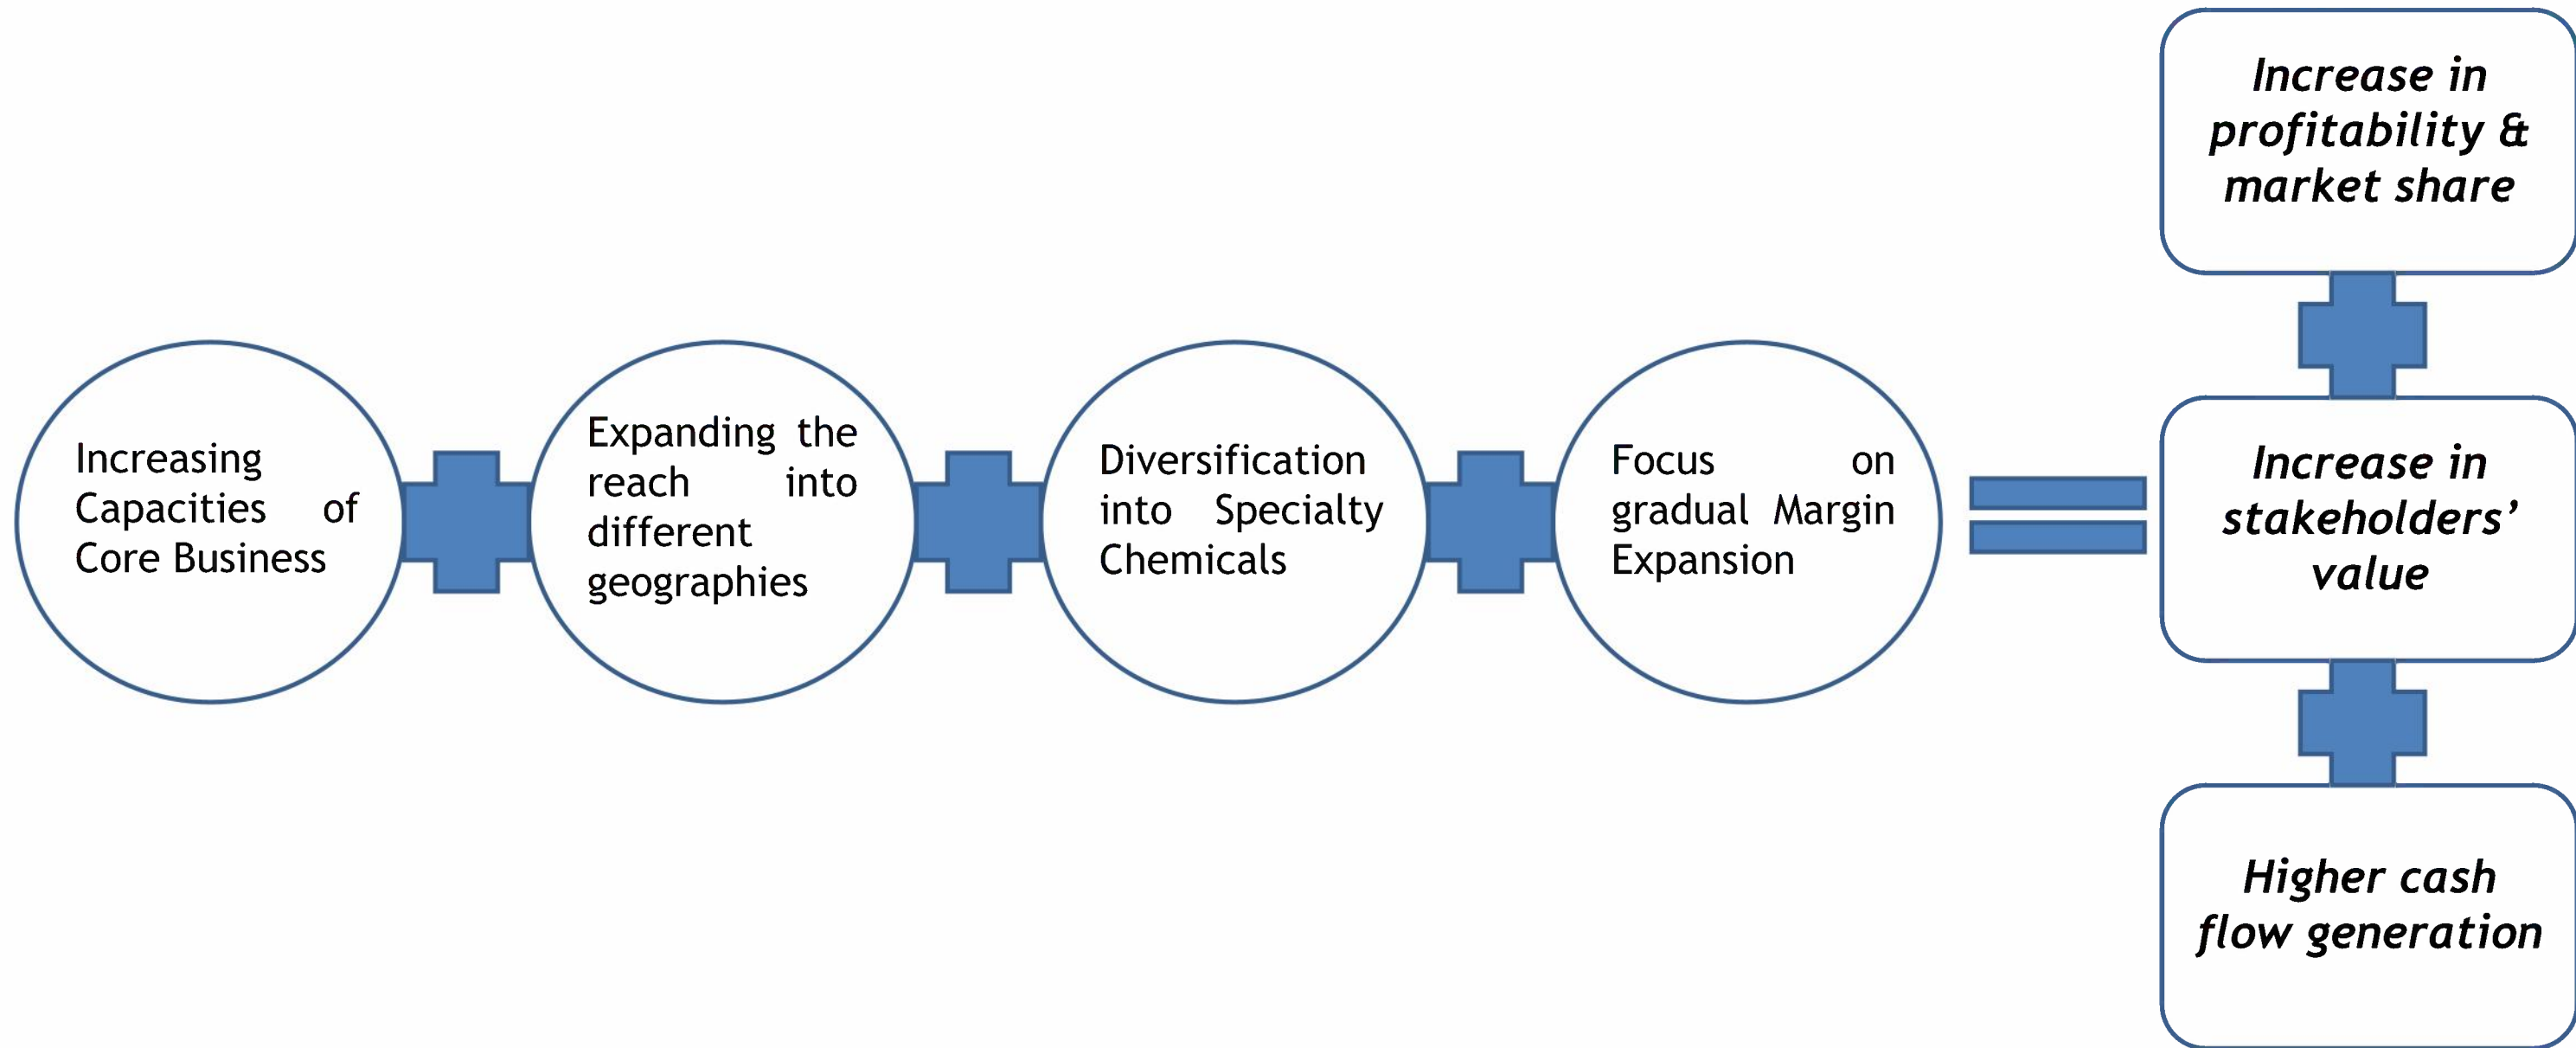 Increasing
Capacities of
Core Business
Expanding the
reach into
different
geographies
Diversification
into Specialty
Chemicals
Focus on
gradual Margin
Expansion
Increase in
profitability &
market share
Increase in
stakeholders’
value
Higher cash
flow generation